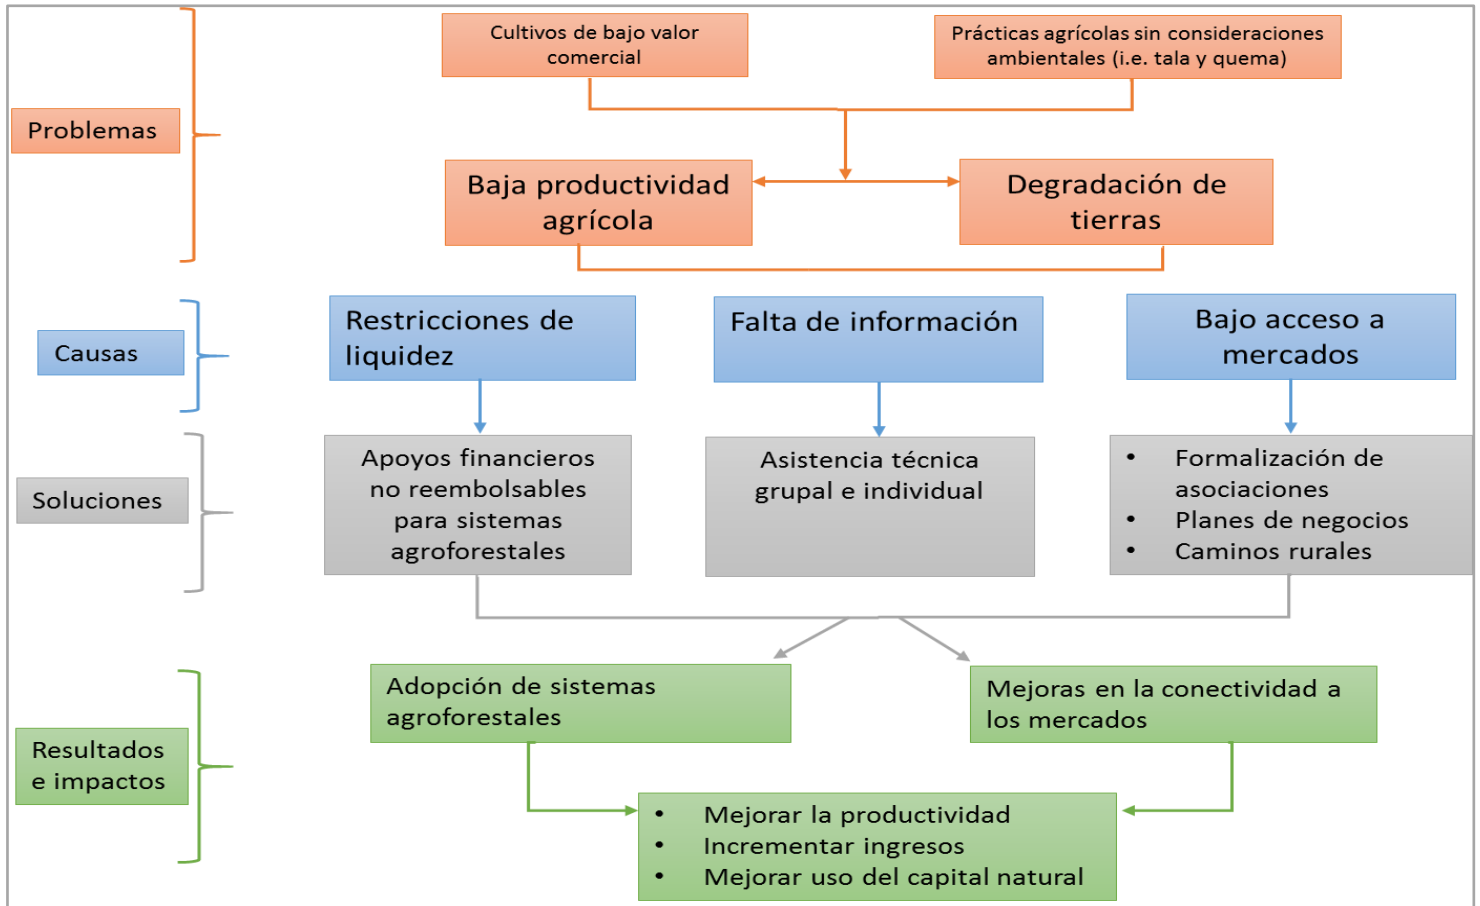 Problemas
Cultivos de bajo valor
comercial
Prácticas agrícolas sin consideraciones
ambientales (i.e. tala y quema)
Baja productividad
agrícola
Degradación de
tierras
Causas
Restricciones de
liquidez
Falta de información
Bajo acceso a
mercados
Soluciones
Apoyos financieros
no reembolsables
para sistemas
agroforestales
Asistencia técnica
grupal e individual
• Formalización de
asociaciones
• Planes de negocios
• Caminos rurales
Resultados
e impactos
Adopción de sistemas
agroforestales
Mejoras en la conectividad a
los mercados
• Mejorar la productividad
• Incrementar ingresos
• Mejorar uso del capital natural